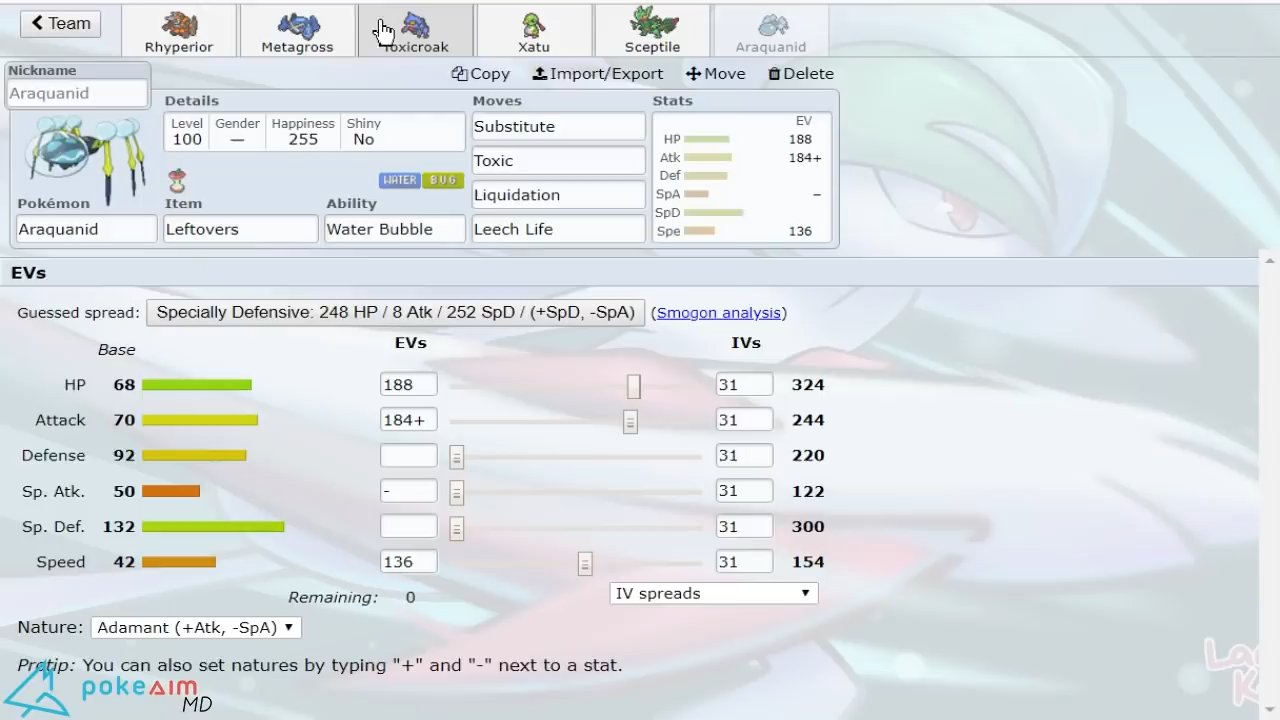 Team
Rhyperior
Metagross
Toxicroak
Xatu
Sceptile
Araquanid
Nickname
Araquanid
Copy
Import/Export
Move
Delete
Details
Level
100
Gender
—
Happiness
255
Shiny
No
WATER BUG
Pokémon
Araquanid
Item
Leftovers
Ability
Water Bubble
Moves
Substitute
Toxic
Liquidation
Leech Life
Stats
EV
HP 188
Atk 184+
Def
SpA –
SpD
Spe 136
EVs
Guessed spread: Specially Defensive: 248 HP / 8 Atk / 252 SpD / (+SpD, -SpA) (Smogon analysis)
Base EVs IVs
HP 68 188 31 324
Attack 70 184+ 31 244
Defense 92 31 220
Sp. Atk. 50 - 31 122
Sp. Def. 132 31 300
Speed 42 136 31 154
Remaining: 0
IV spreads
Nature: Adamant (+Atk, -SpA)
Protip: You can also set natures by typing "+" and "-" next to a stat.
pokeaim
MD